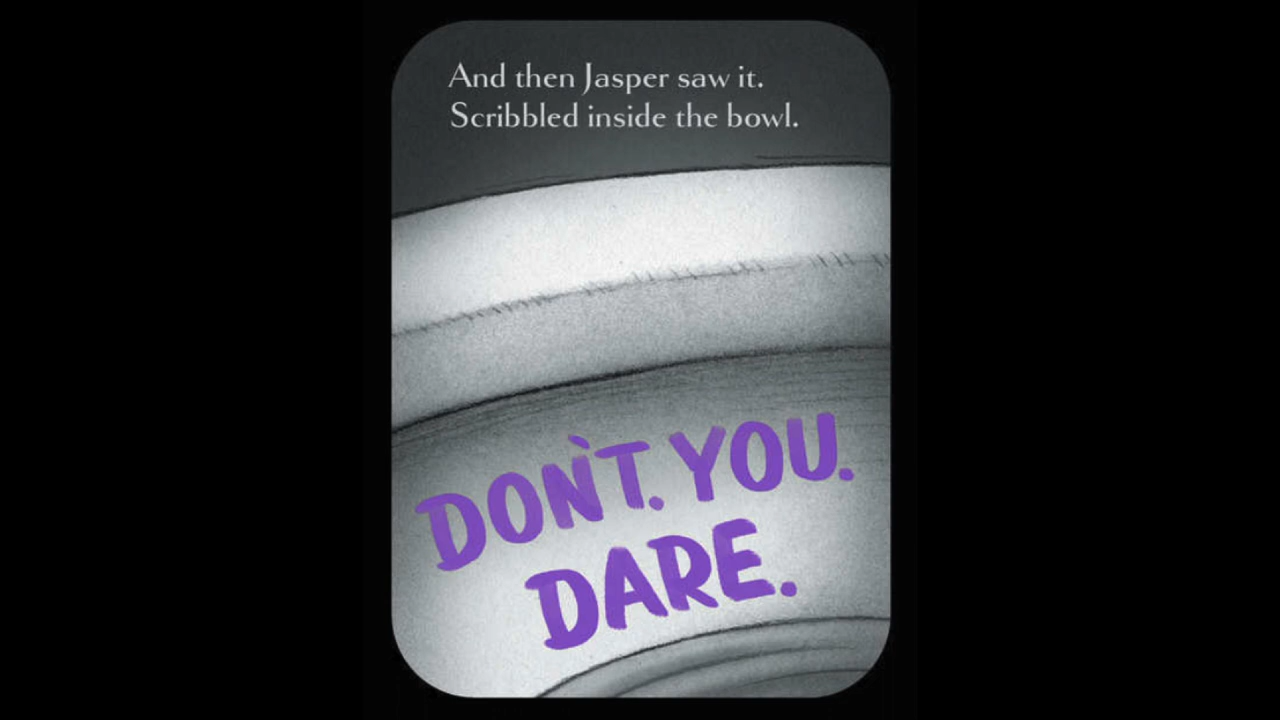 And then Jasper saw it.
Scribbled inside the bowl.
DON'T. YOU.
DARE.